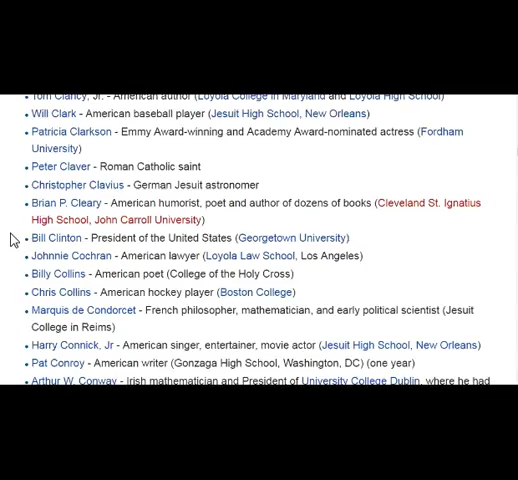 Tom Clancy, Jr. - American author (Loyola College in Maryland and Loyola High School)
Will Clark - American baseball player (Jesuit High School, New Orleans)
Patricia Clarkson - Emmy Award-winning and Academy Award-nominated actress (Fordham
University)
Peter Claver - Roman Catholic saint
Christopher Clavius - German Jesuit astronomer
Brian P. Cleary - American humorist, poet and author of dozens of books (Cleveland St. Ignatius
High School, John Carroll University)
Bill Clinton - President of the United States (Georgetown University)
Johnnie Cochran - American lawyer (Loyola Law School, Los Angeles)
Billy Collins - American poet (College of the Holy Cross)
Chris Collins - American hockey player (Boston College)
Marquis de Condorcet - French philosopher, mathematician, and early political scientist (Jesuit
College in Reims)
Harry Connick, Jr - American singer, entertainer, movie actor (Jesuit High School, New Orleans)
Pat Conroy - American writer (Gonzaga High School, Washington, DC) (one year)
Arthur W. Conway - Irish mathematician and President of University College Dublin, where he had